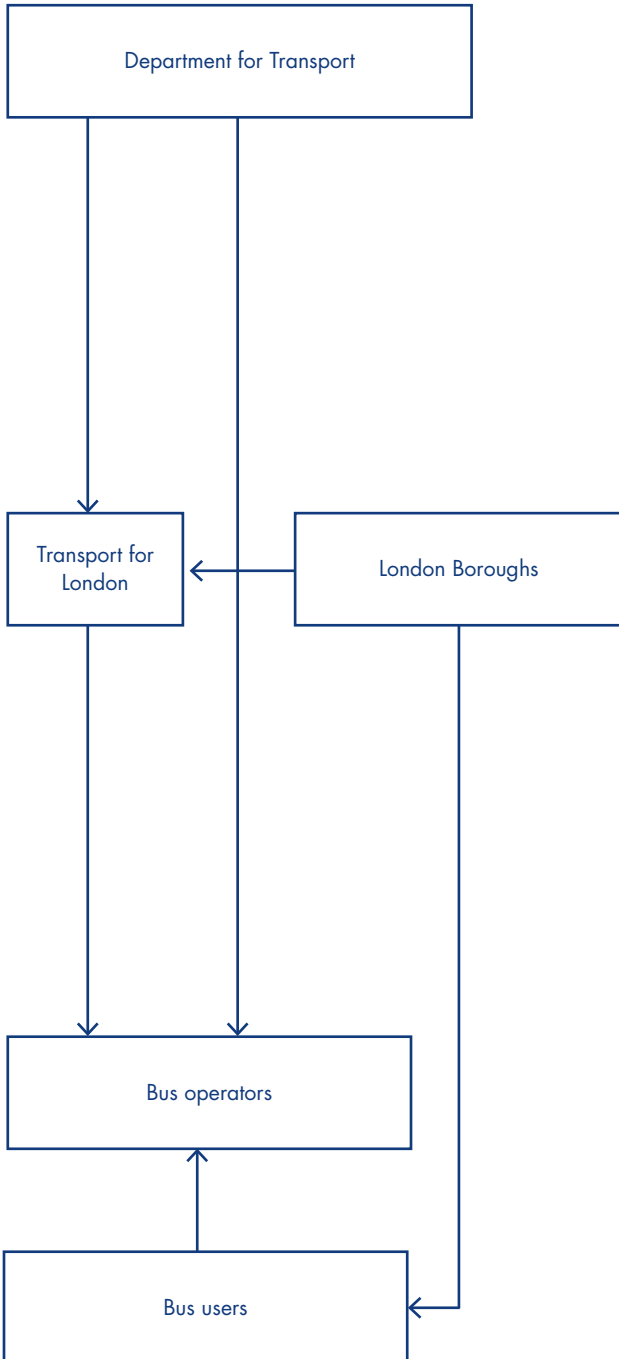 Department for Transport
Transport for
London
London Boroughs
Bus operators
Bus users